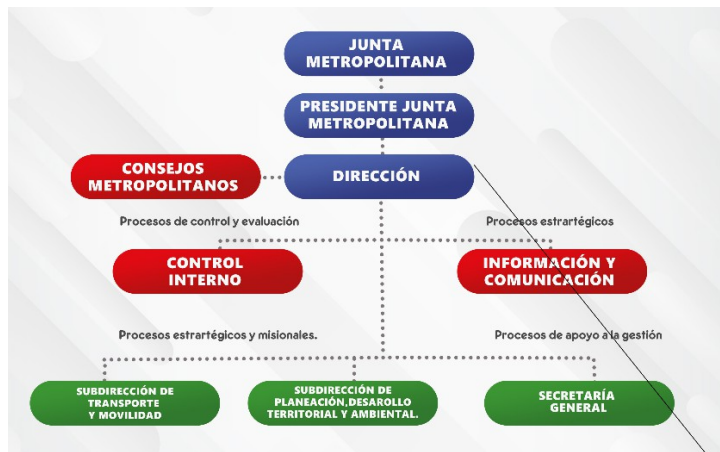 JUNTA
METROPOLITANA
PRESIDENTE JUNTA
METROPOLITANA
CONSEJOS
METROPOLITANOS
DIRECCIÓN
Procesos de control y evaluación
Procesos estrartégicos
CONTROL
INTERNO
INFORMACIÓN Y
COMUNICACIÓN
Procesos estrartégicos y misionales.
Procesos de apoyo a la gestión
SUBDIRECCIÓN DE
TRANSPORTE
Y MOVILIDAD
SUBDIRECCIÓN DE
PLANEACIÓN,DESAROLLO
TERRITORIAL Y AMBIENTAL.
SECRETARÍA
GENERAL